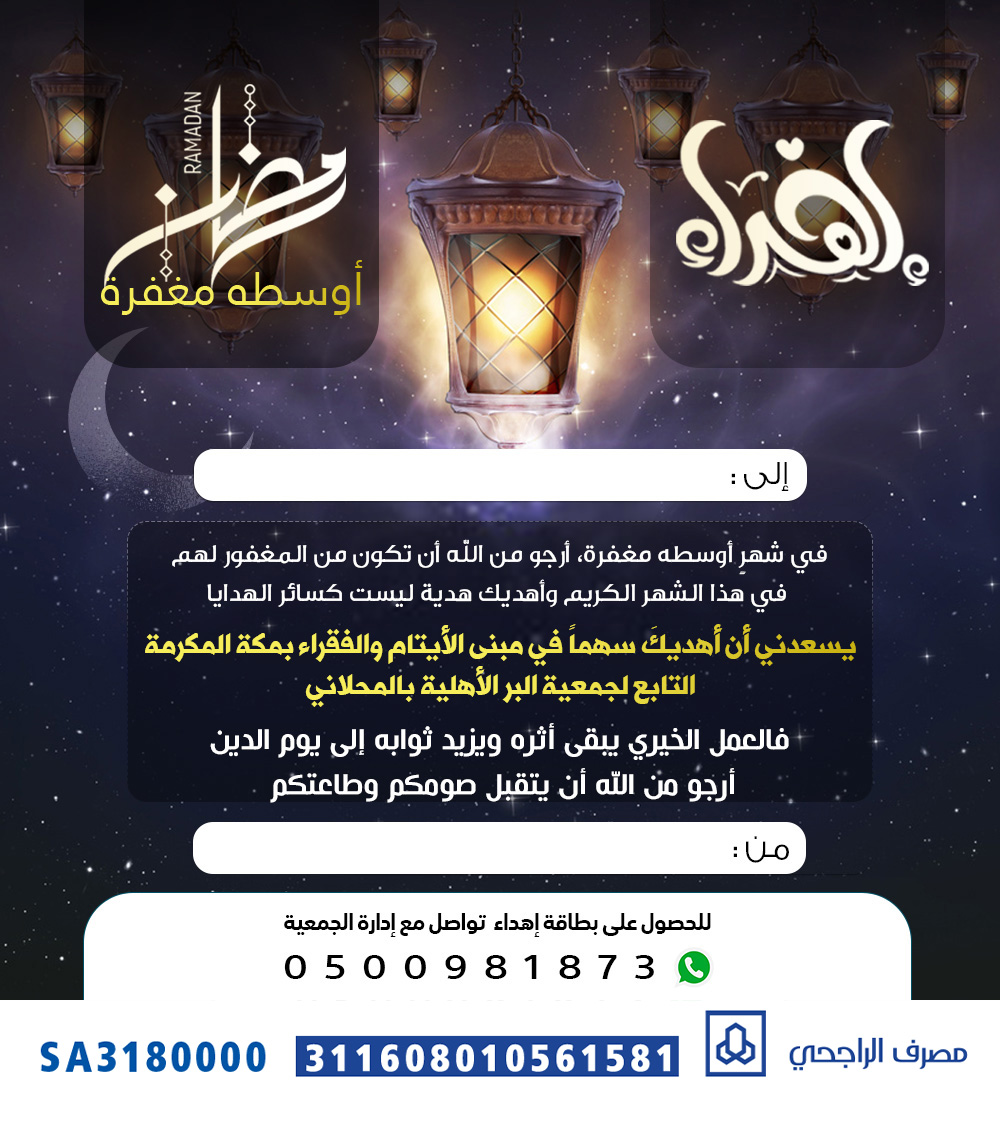 إهداء
RAMADAN
رمضان
أوسطه مغفرة
إلى :
في شهرٍ أوسطه مغفرة، أرجو من الله أن تكون من المغفور لهم
في هذا الشهر الكريم وأهديك هدية ليست كسائر الهدايا
يسعدني أن أهديكَ سهماً في مبنى الأيتام والفقراء بمكة المكرمة
التابع لجمعية البر الأهلية بالمحلاني
فالعمل الخيري يبقى أثره ويزيد ثوابه إلى يوم الدين
أرجو من الله أن يتقبل صومكم وطاعتكم
من :
للحصول على بطاقة إهداء تواصل مع إدارة الجمعية
0500981873
مصرف الراجحي
SA3180000 311608010561581